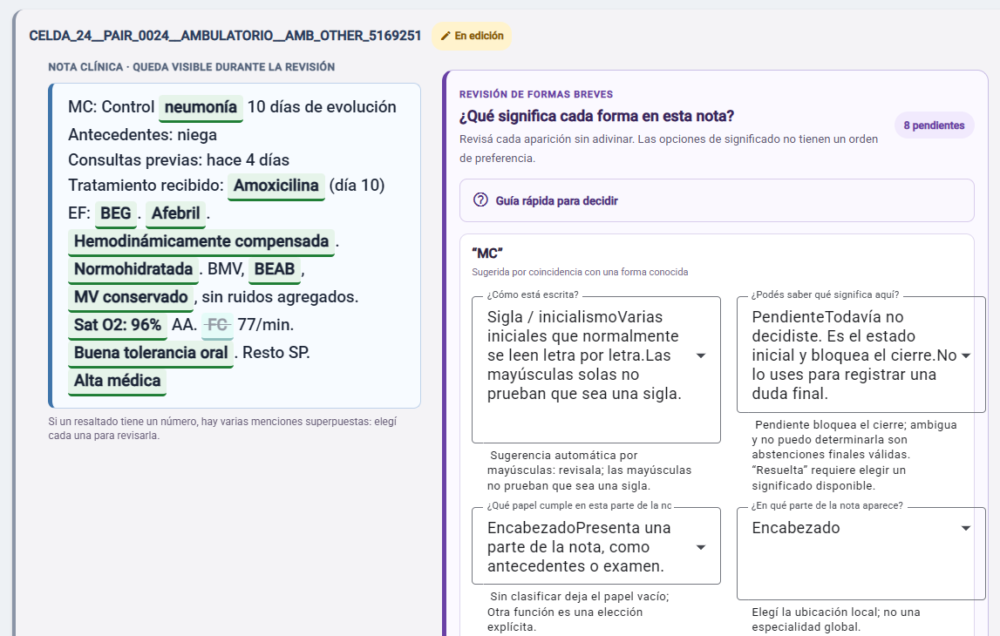 CELDA_24__PAIR_0024__AMBULATORIO__AMB_OTHER_5169251
En edición
NOTA CLÍNICA · QUEDA VISIBLE DURANTE LA REVISIÓN
MC: Control neumonía 10 días de evolución
Antecedentes: niega
Consultas previas: hace 4 días
Tratamiento recibido: Amoxicilina (día 10)
EF: BEG . Afebril .
Hemodinámicamente compensada .
Normohidratada . BMV, BEAB ,
MV conservado , sin ruidos agregados.
Sat O2: 96% AA. FC 77/min.
Buena tolerancia oral . Resto SP.
Alta médica
Si un resaltado tiene un número, hay varias menciones superpuestas: elegí
cada una para revisarla.
REVISIÓN DE FORMAS BREVES
¿Qué significa cada forma en esta nota?
Revisá cada aparición sin adivinar. Las opciones de significado no tienen un orden
de preferencia.
8 pendientes
Guía rápida para decidir
“MC”
Sugerida por coincidencia con una forma conocida
¿Cómo está escrita?
Sigla / inicialismoVarias
iniciales que normalmente
se leen letra por letra.Las
mayúsculas solas no
prueban que sea una sigla.
Sugerencia automática por
mayúsculas: revisala; las mayúsculas
no prueban que sea una sigla.
¿Podés saber qué significa aquí?
PendienteTodavía no
decidiste. Es el estado
inicial y bloquea el cierre.No
lo uses para registrar una
duda final.
Pendiente bloquea el cierre; ambigua
y no puedo determinarla son
abstenciones finales válidas.
“Resuelta” requiere elegir un
significado disponible.
¿Qué papel cumple en esta parte de la nc
EncabezadoPresenta una
parte de la nota, como
antecedentes o examen.
Sin clasificar deja el papel vacío;
Otra función es una elección
explícita.
¿En qué parte de la nota aparece?
Encabezado
Elegí la ubicación local; no una
especialidad global.